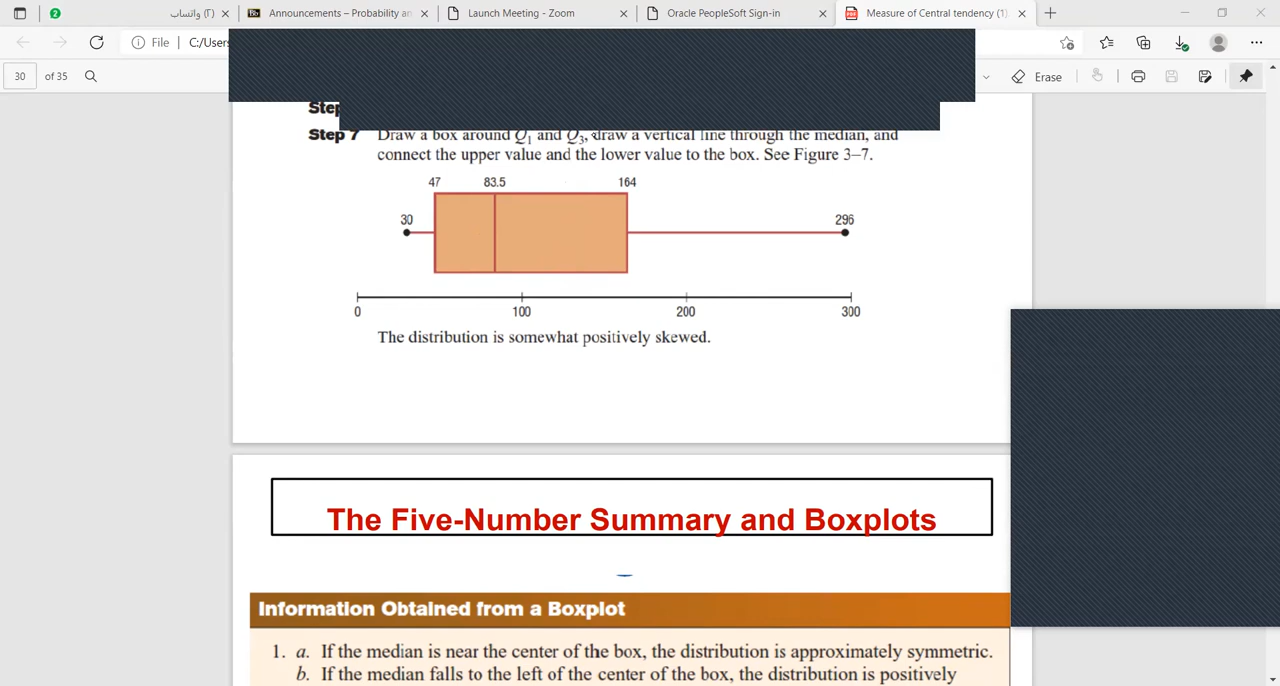 (٢) واتساب
Announcements – Probability an
Launch Meeting - Zoom
Oracle PeopleSoft Sign-in
Measure of Central tendency (1)
2
File
C:/Users
30 of 35
Erase
Step
Step 7 Draw a box around Q1 and Q3, draw a vertical line through the median, and
connect the upper value and the lower value to the box. See Figure 3–7.
47 83.5 164
30 296
0 100 200 300
The distribution is somewhat positively skewed.
The Five-Number Summary and Boxplots
Information Obtained from a Boxplot
1. a. If the median is near the center of the box, the distribution is approximately symmetric.
b. If the median falls to the left of the center of the box, the distribution is positively